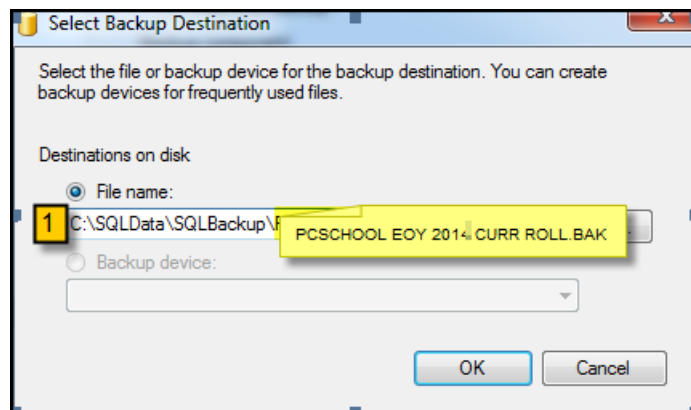 Select Backup Destination
X
Select the file or backup device for the backup destination. You can create
backup devices for frequently used files.
Destinations on disk
File name:
1 C:\SQLData\SQLBackup\
PCSCHOOL EOY 2014 CURR ROLL.BAK
Backup device:
OK Cancel